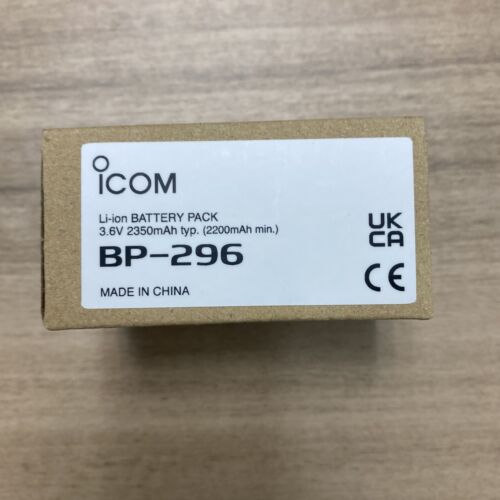 ICOM
Li-ion BATTERY PACK
3.6V 2350mAh typ. (2200mAh min.)
BP-296
MADE IN CHINA
UK
CA
CE